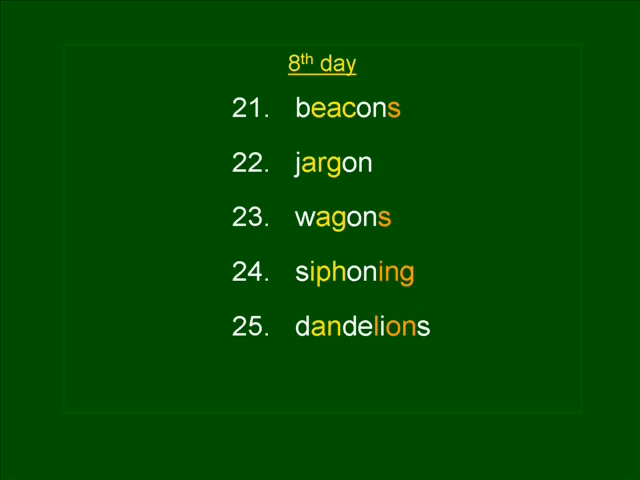 8th day
21. beacons
22. jargon
23. wagons
24. siphoning
25. dandelions